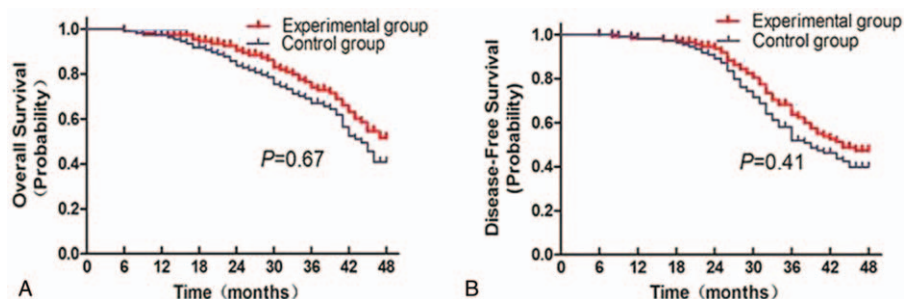 Experimental group
Control group
Overall Survival
(Probability)
1.0
0.8
0.6
0.4
0.2
0.0
P=0.67
0 6 12 18 24 30 36 42 48
A
Time (months)
Experimental group
Control group
Disease-Free Survival
(Probability)
1.0
0.8
0.6
0.4
0.2
0.0
P=0.41
0 6 12 18 24 30 36 42 48
B
Time (months)